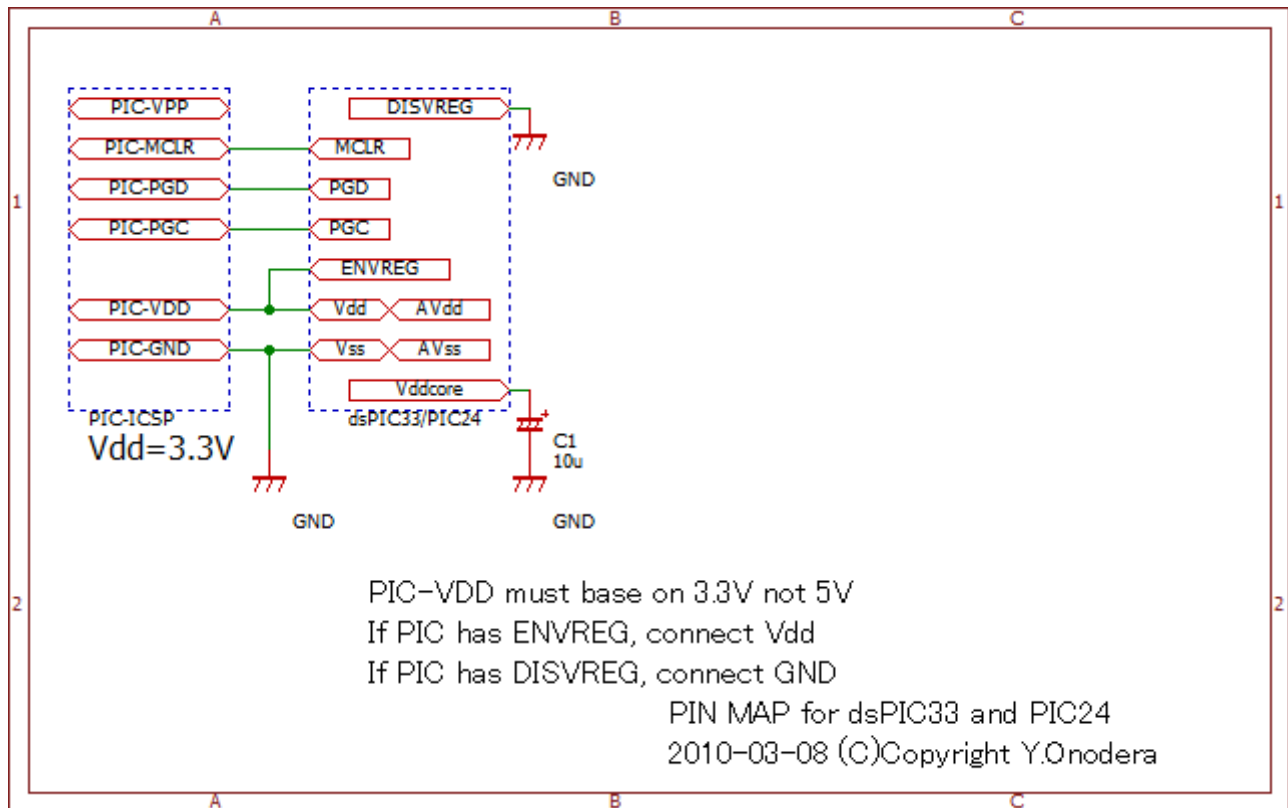 A B C
PIC-VPP DISVREG
PIC-MCLR MCLR
GND
PIC-PGD PGD
1 1
PIC-PGC PGC
ENVREG
PIC-VDD Vdd AVdd
PIC-GND Vss AVss
Vddcore
PIC-ICSP dsPIC33/PIC24
Vdd=3.3V
+
C1
10u
GND GND
PIC-VDD must base on 3.3V not 5V
2 2
If PIC has ENVREG, connect Vdd
If PIC has DISVREG, connect GND
PIN MAP for dsPIC33 and PIC24
2010-03-08 (C)Copyright Y.Onodera
A B C